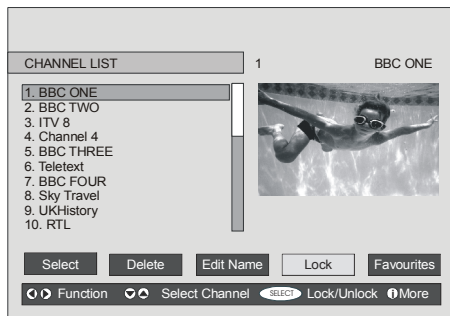 CHANNEL LIST 1 BBC ONE
1. BBC ONE
2. BBC TWO
3. ITV 8
4. Channel 4
5. BBC THREE
6. Teletext
7. BBC FOUR
8. Sky Travel
9. UKHistory
10. RTL
Select Delete Edit Name Lock Favourites
Function Select Channel SELECT Lock/Unlock i More